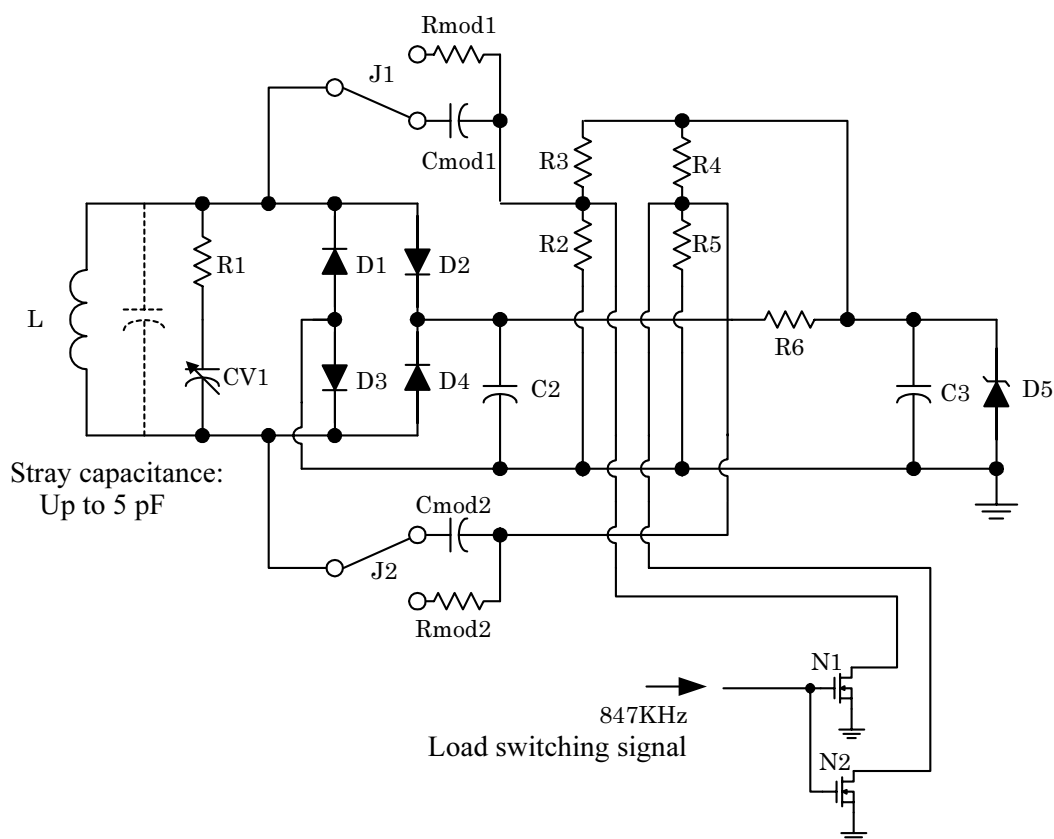 Rmod1
J1
Cmod1
R3
R4
R2
R5
R1
D1
D2
L
R6
CV1
D3
D4
C2
C3
D5
Stray capacitance:
Up to 5 pF
Cmod2
J2
Rmod2
N1
847KHz
Load switching signal
N2